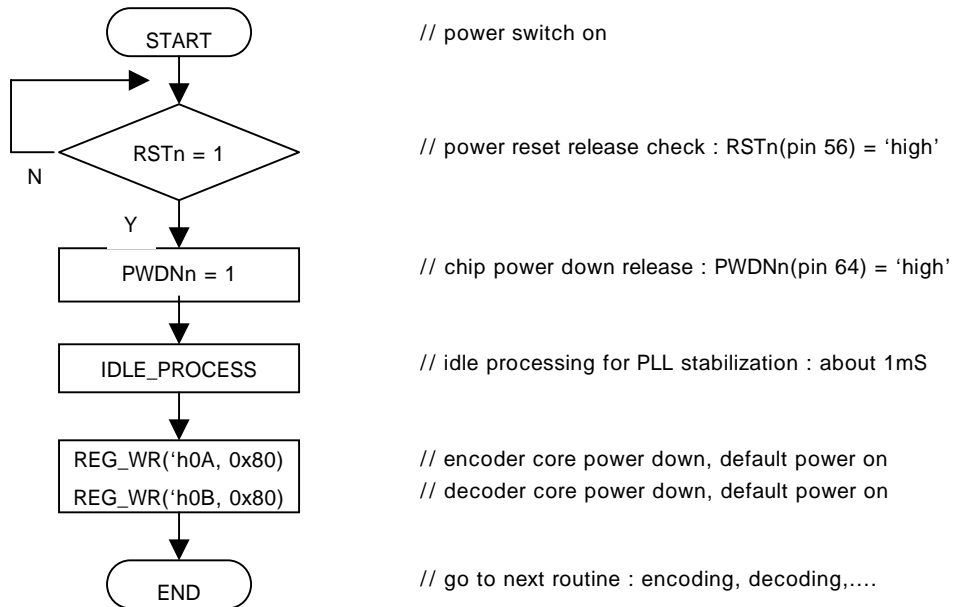 START
// power switch on
RSTn = 1
// power reset release check : RSTn(pin 56) = ‘high’
N
Y
PWDNn = 1
// chip power down release : PWDNn(pin 64) = ‘high’
IDLE_PROCESS
// idle processing for PLL stabilization : about 1mS
REG_WR(‘h0A, 0x80)
// encoder core power down, default power on
REG_WR(‘h0B, 0x80)
// decoder core power down, default power on
END
// go to next routine : encoding, decoding,....